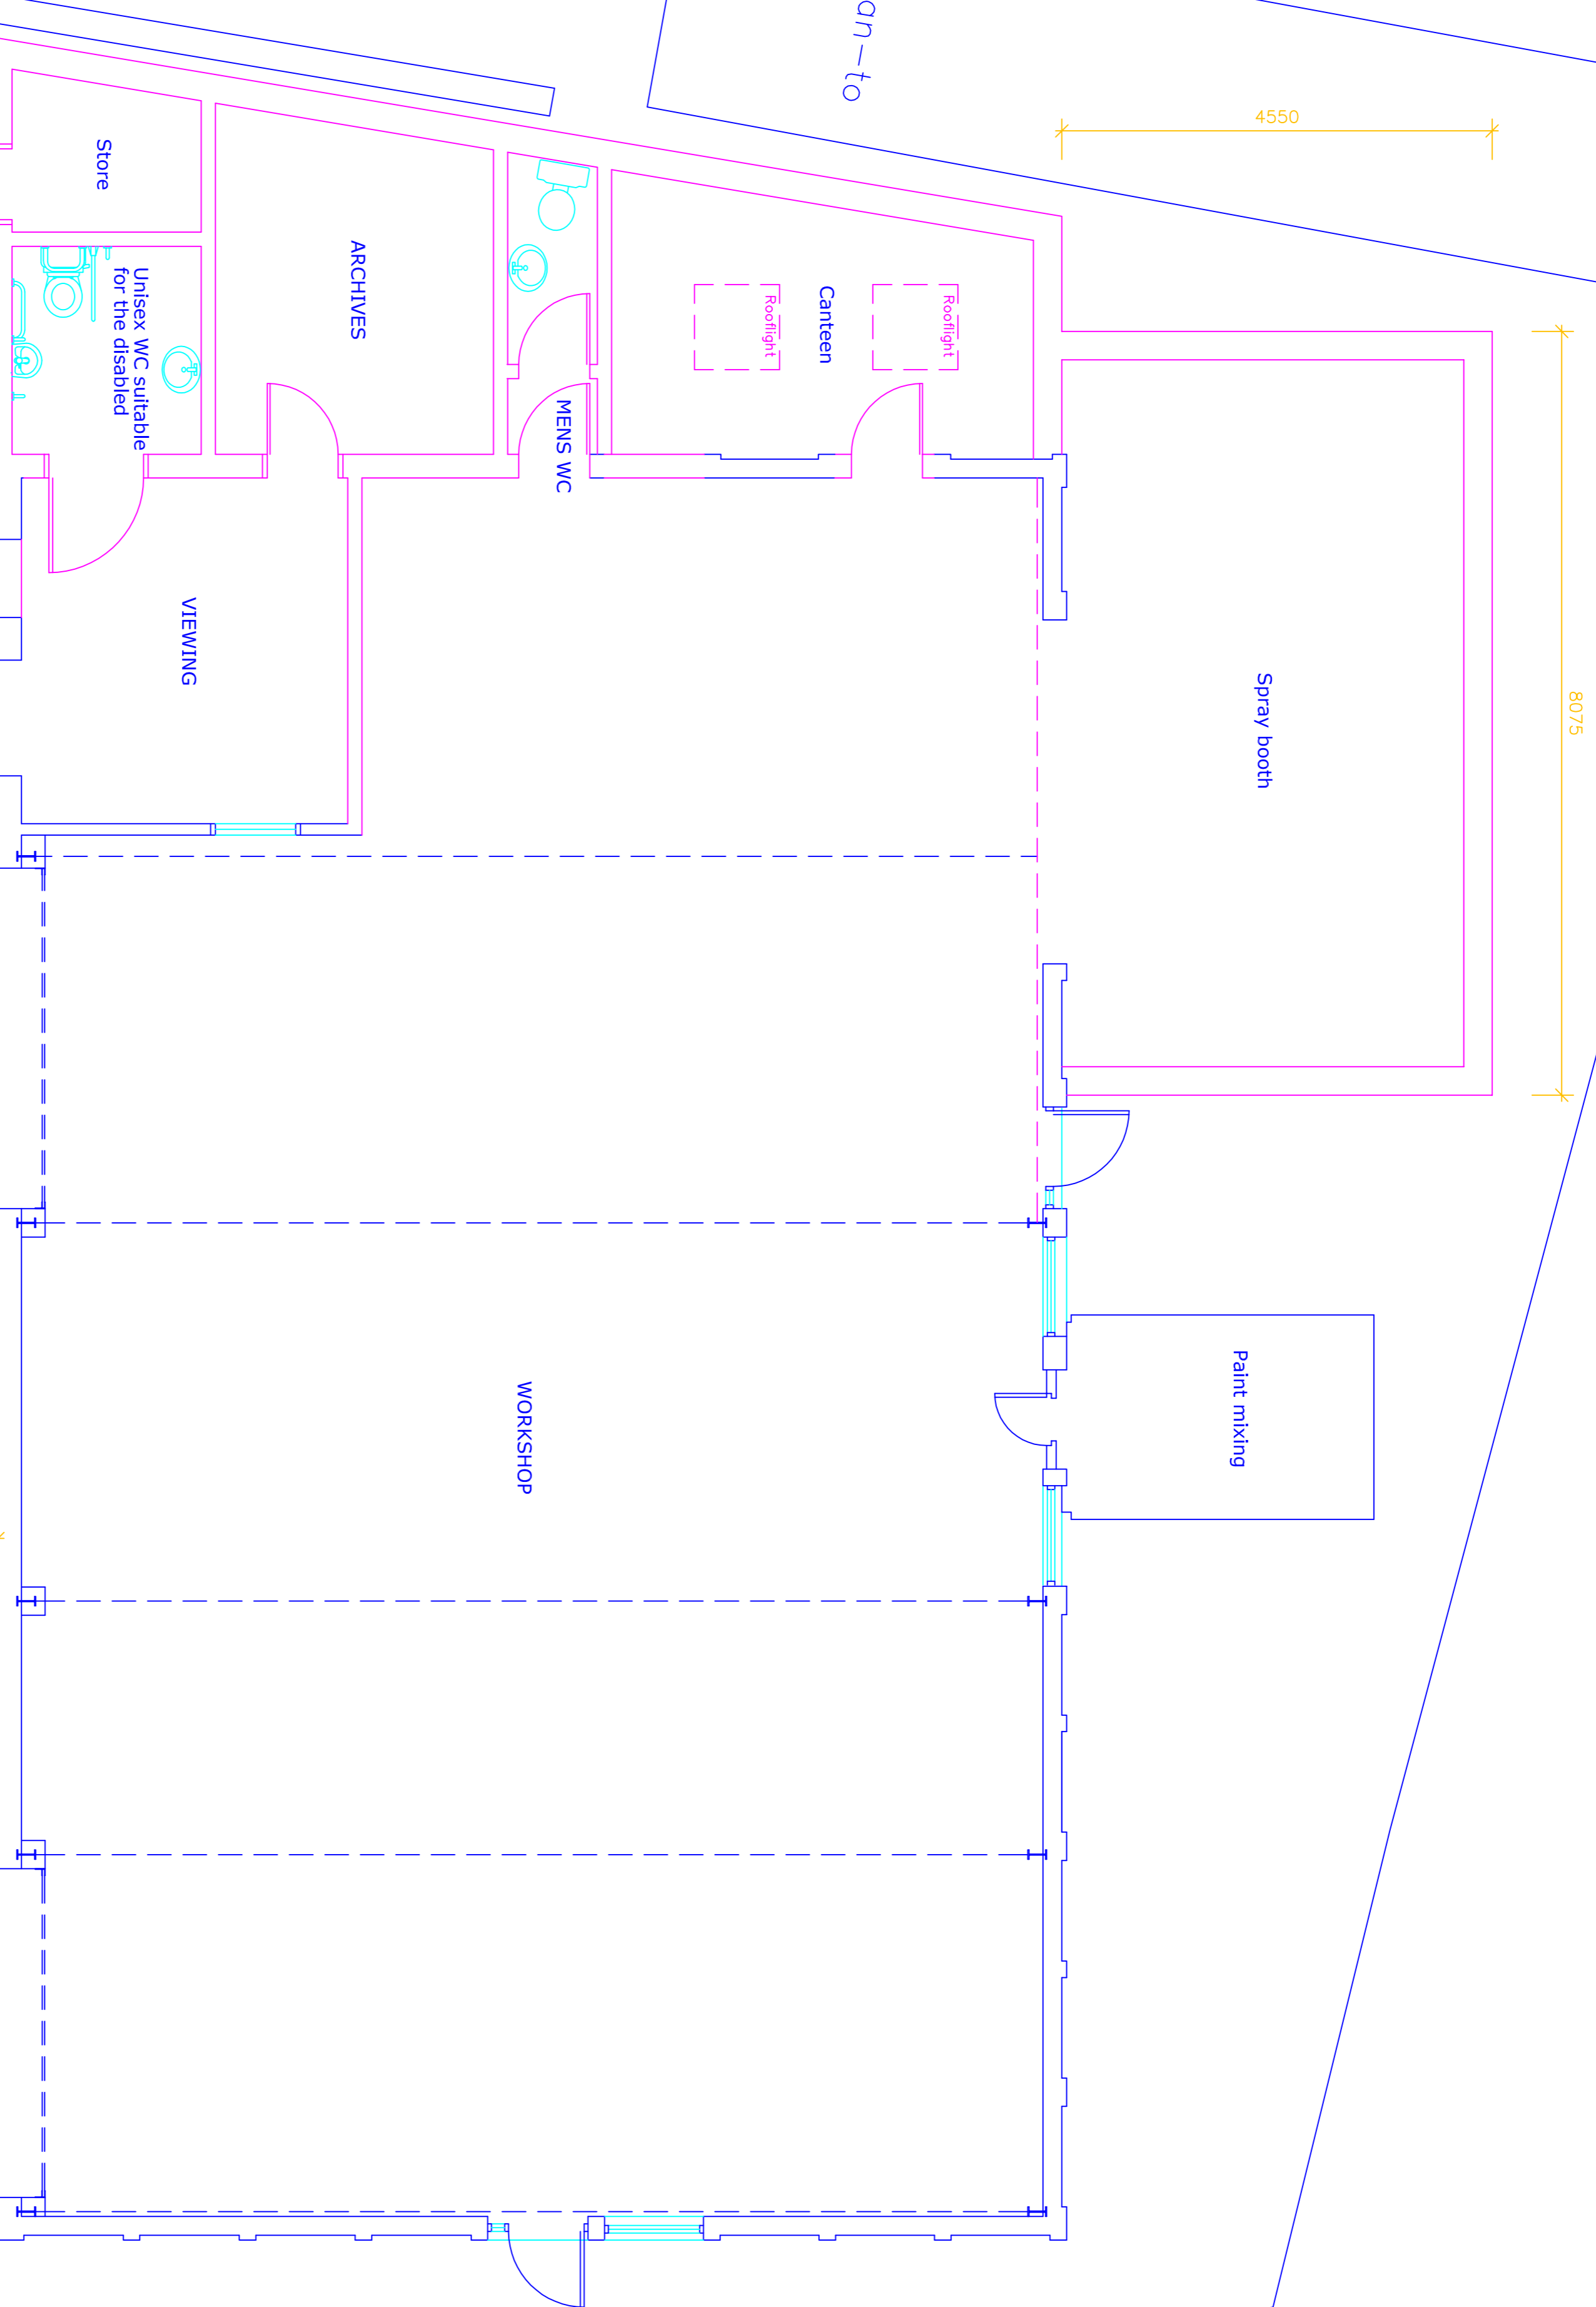 an-to
4550
8075
Store
Unisex WC suitable
for the disabled
ARCHIVES
MENS WC
Canteen
Rooflight
Rooflight
VIEWING
Spray booth
Paint mixing
WORKSHOP